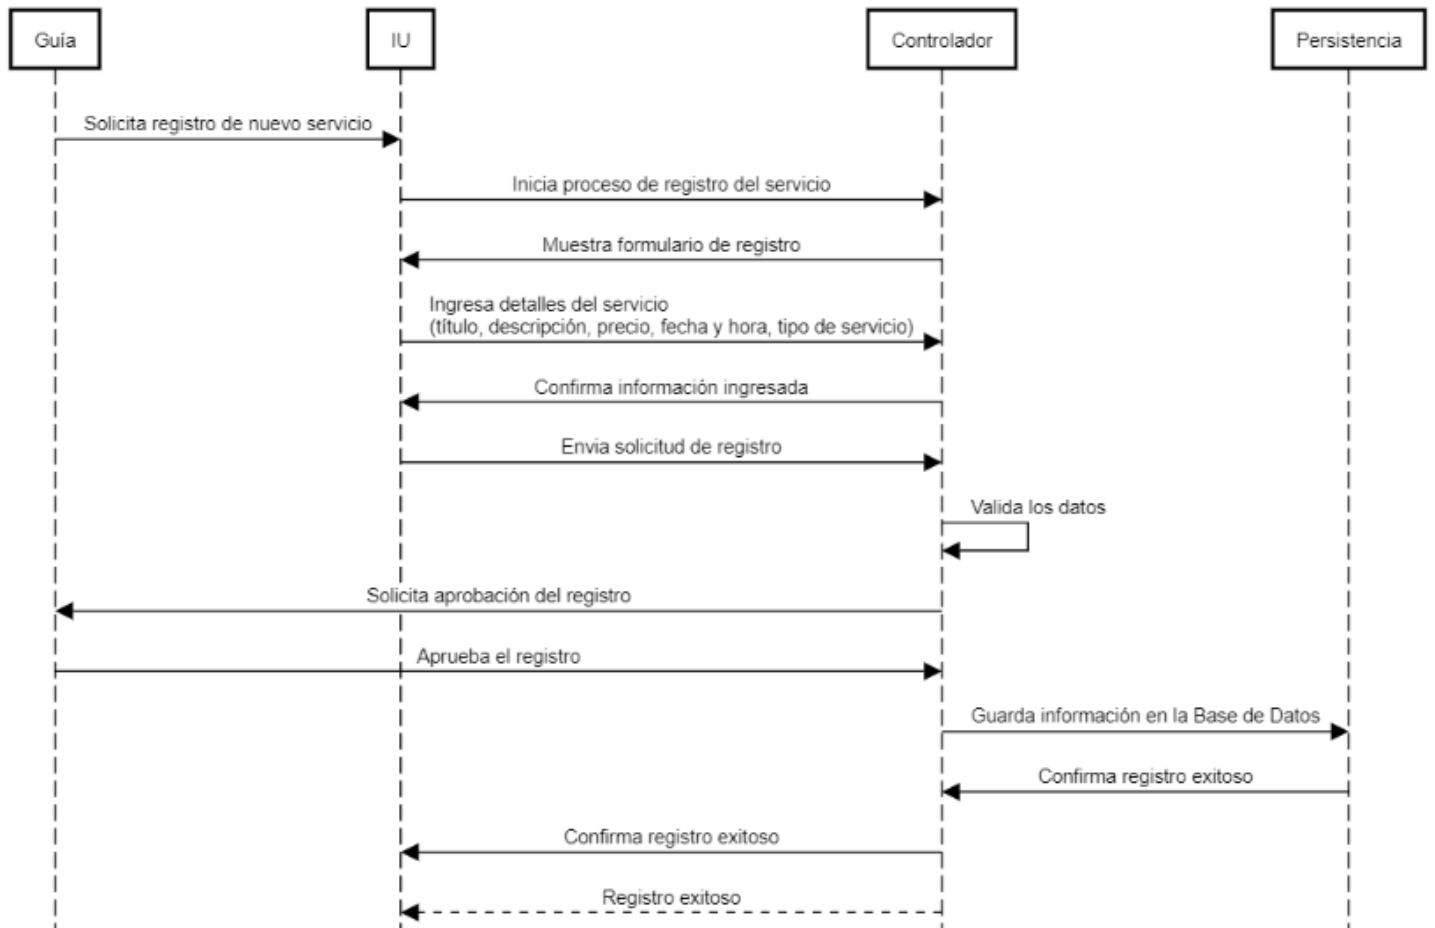 Guía
IU
Controlador
Persistencia
Solicita registro de nuevo servicio
Inicia proceso de registro del servicio
Muestra formulario de registro
Ingresa detalles del servicio
(título, descripción, precio, fecha y hora, tipo de servicio)
Confirma información ingresada
Envia solicitud de registro
Valida los datos
Solicita aprobación del registro
Aprueba el registro
Guarda información en la Base de Datos
Confirma registro exitoso
Confirma registro exitoso
Registro exitoso